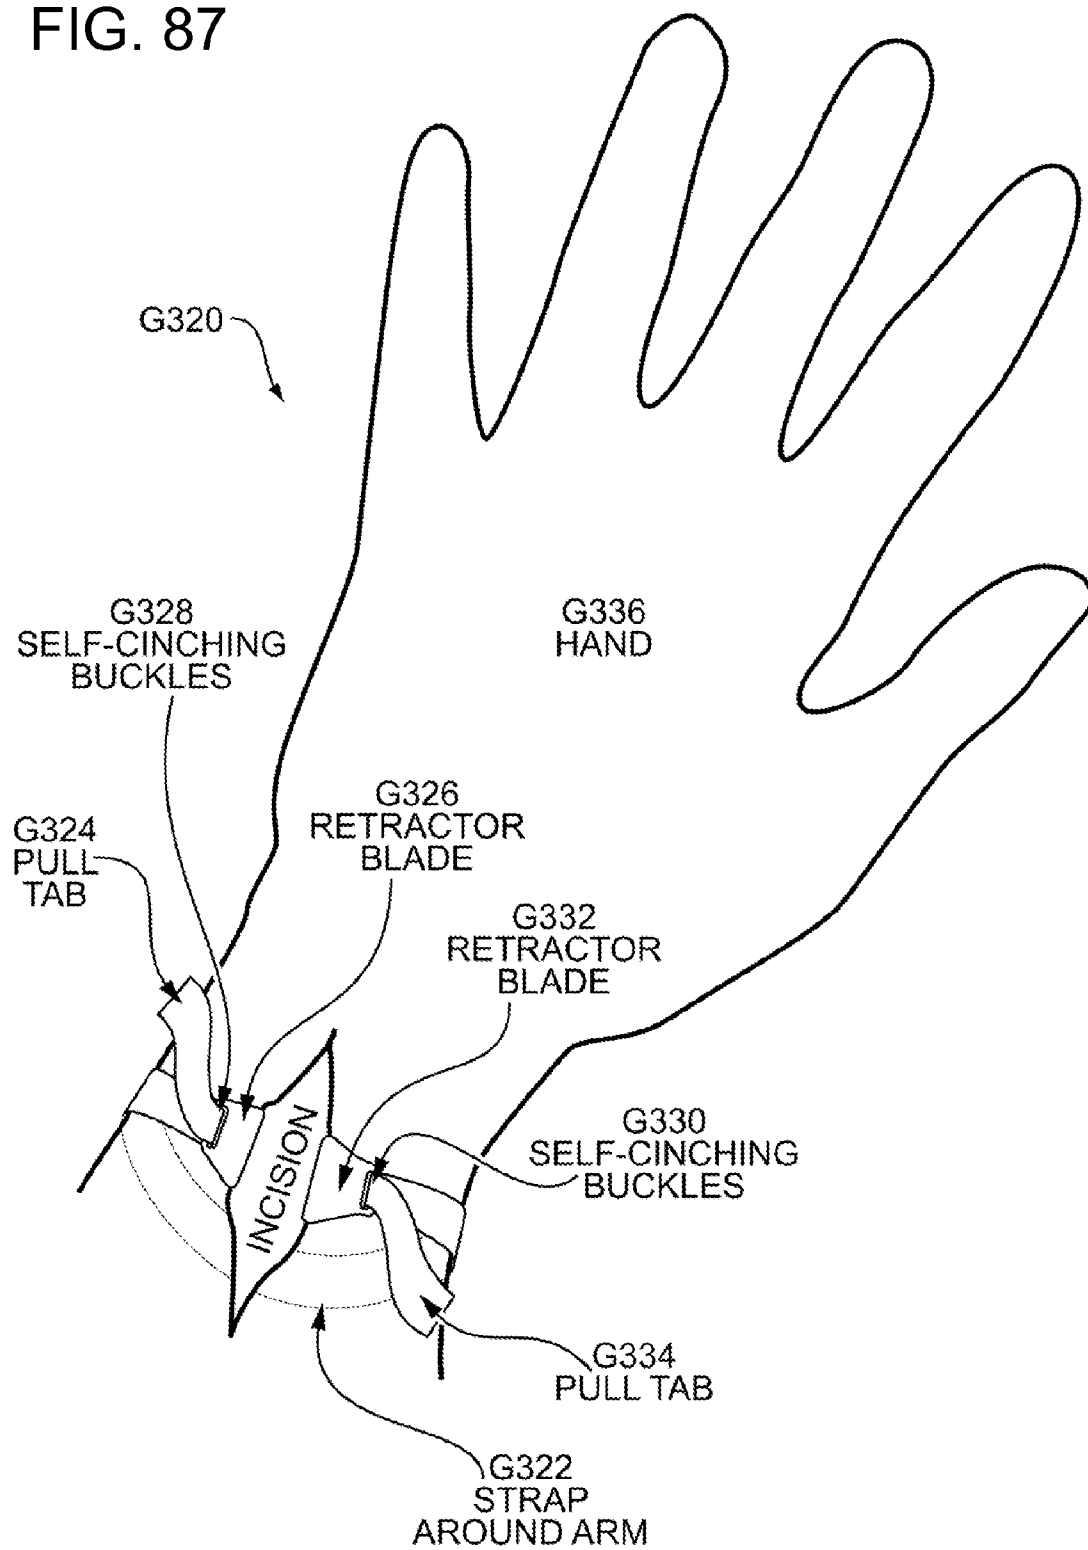 FIG. 87
G320
G328
SELF-CINCHING
BUCKLES
G336
HAND
G324
PULL
TAB
G326
RETRACTOR
BLADE
G332
RETRACTOR
BLADE
INCISION
G330
SELF-CINCHING
BUCKLES
G334
PULL TAB
G322
STRAP
AROUND ARM